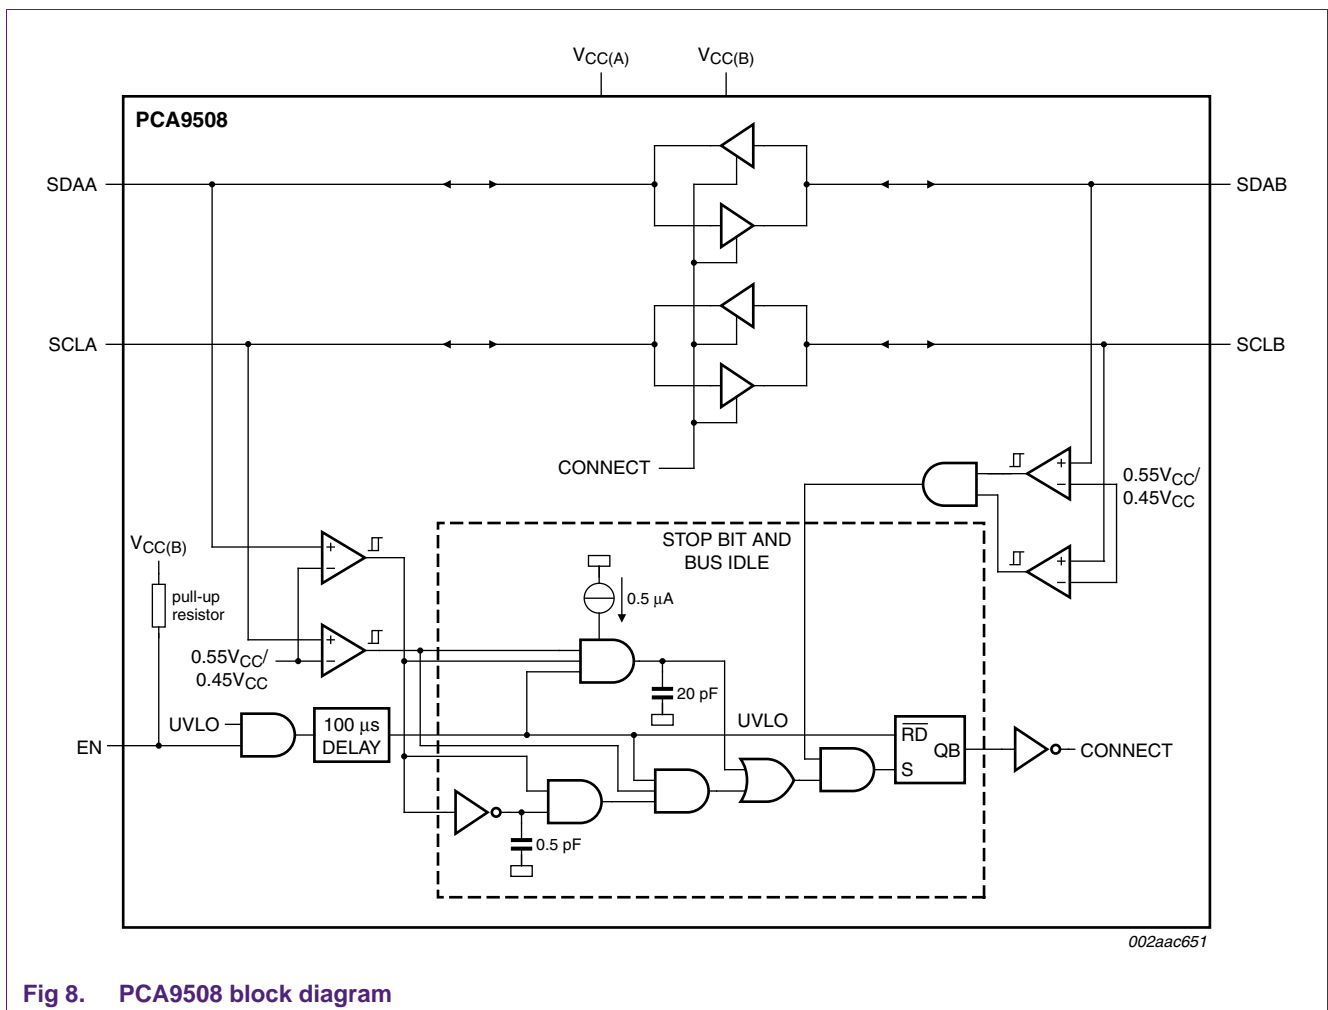 VCC(A)
VCC(B)
PCA9508
SDAA
SDAB
SCLA
SCLB
CONNECT
0.55VCC/
0.45VCC
VCC(B)
pull-up
resistor
STOP BIT AND
BUS IDLE
0.5 μA
0.55VCC/
0.45VCC
20 pF
UVLO
UVLO
100 μs
DELAY
EN
RD
QB
S
CONNECT
0.5 pF
+
−
+
−
+
−
+
−
002aac651
Fig 8. PCA9508 block diagram